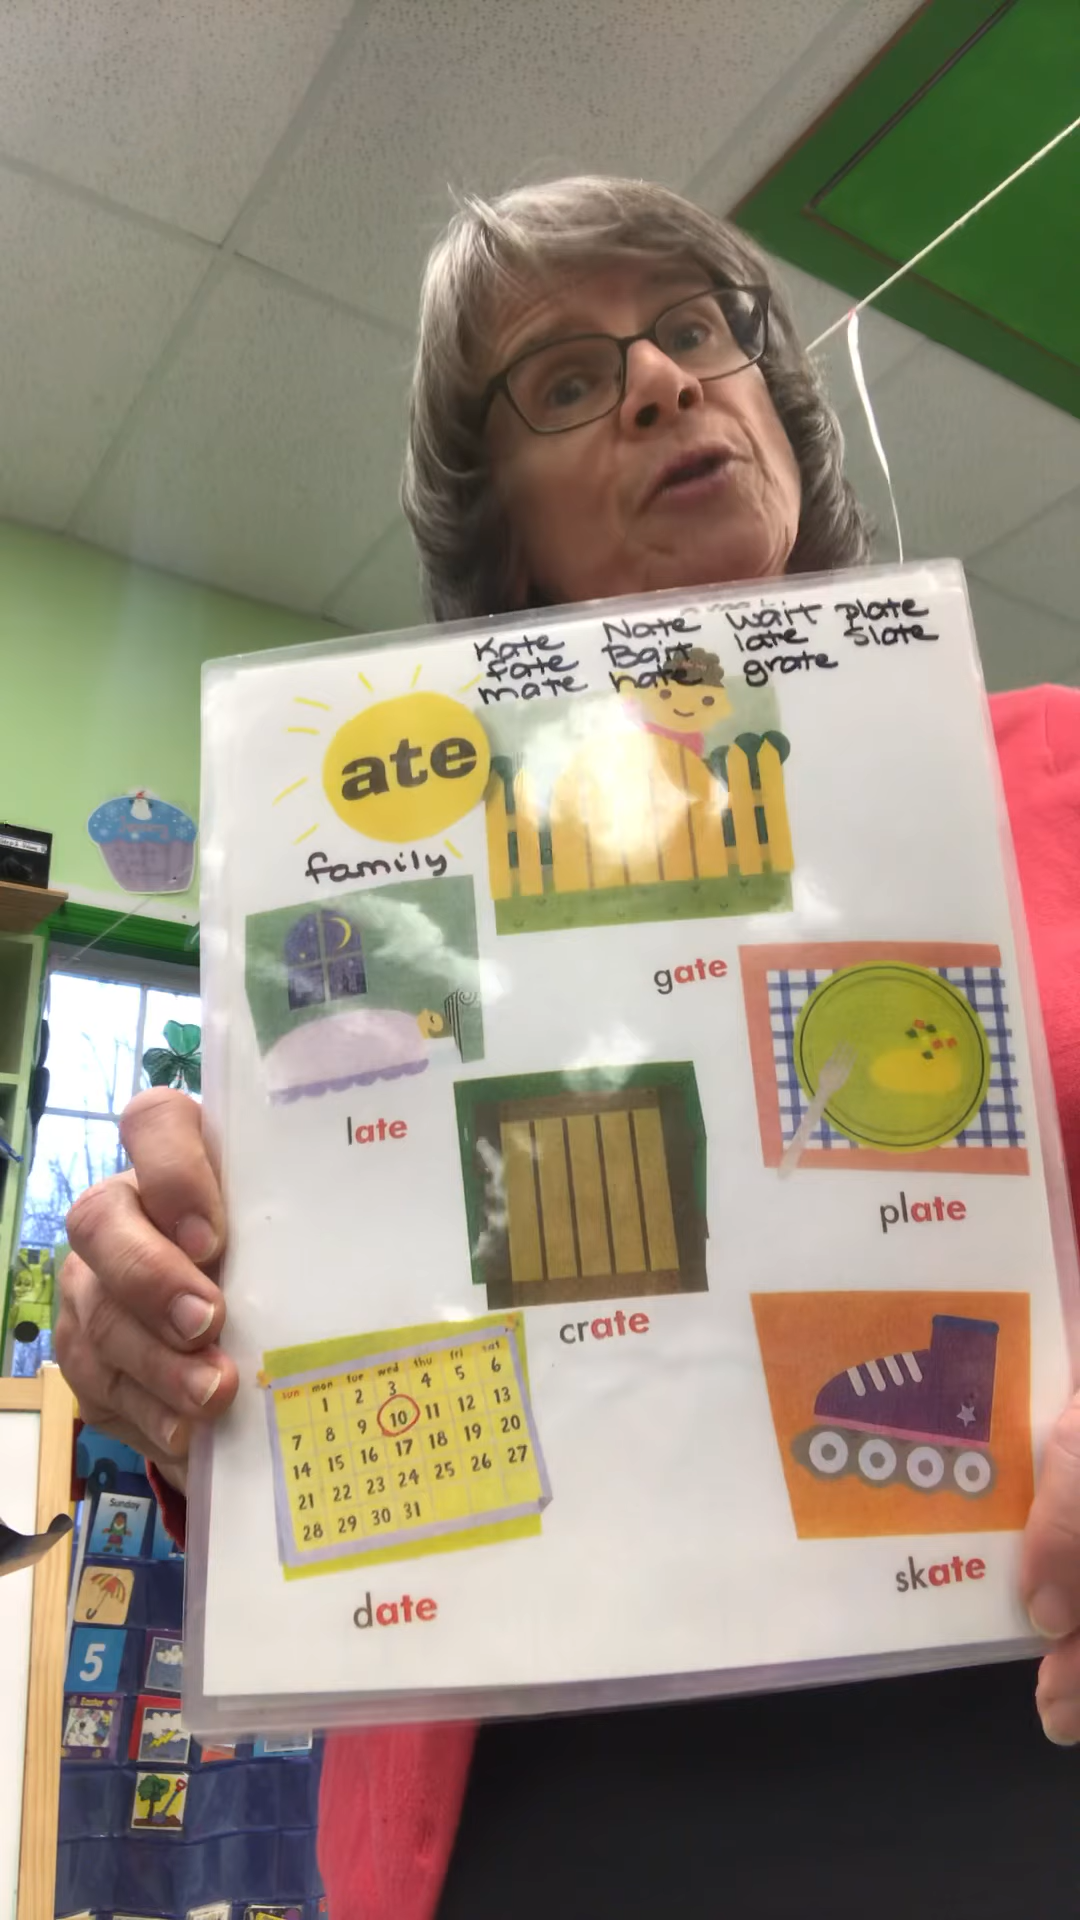 Kate Nate wait plate
fate Bait late slate
mate hate grate
ate
family
gate
late
plate
crate
sun mon tue wed thu fri sat
1 2 3 4 5 6
7 8 9 10 11 12 13
14 15 16 17 18 19 20
21 22 23 24 25 26 27
28 29 30 31
date
skate
Sunday
5
Easter